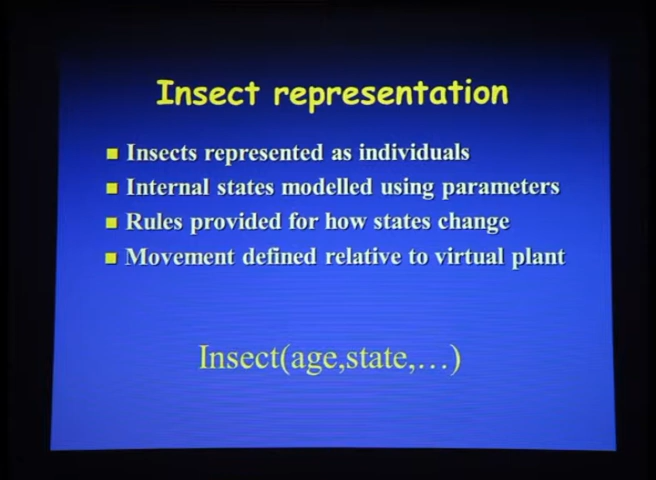 Insect representation
Insects represented as individuals
Internal states modelled using parameters
Rules provided for how states change
Movement defined relative to virtual plant
Insect(age,state,...)